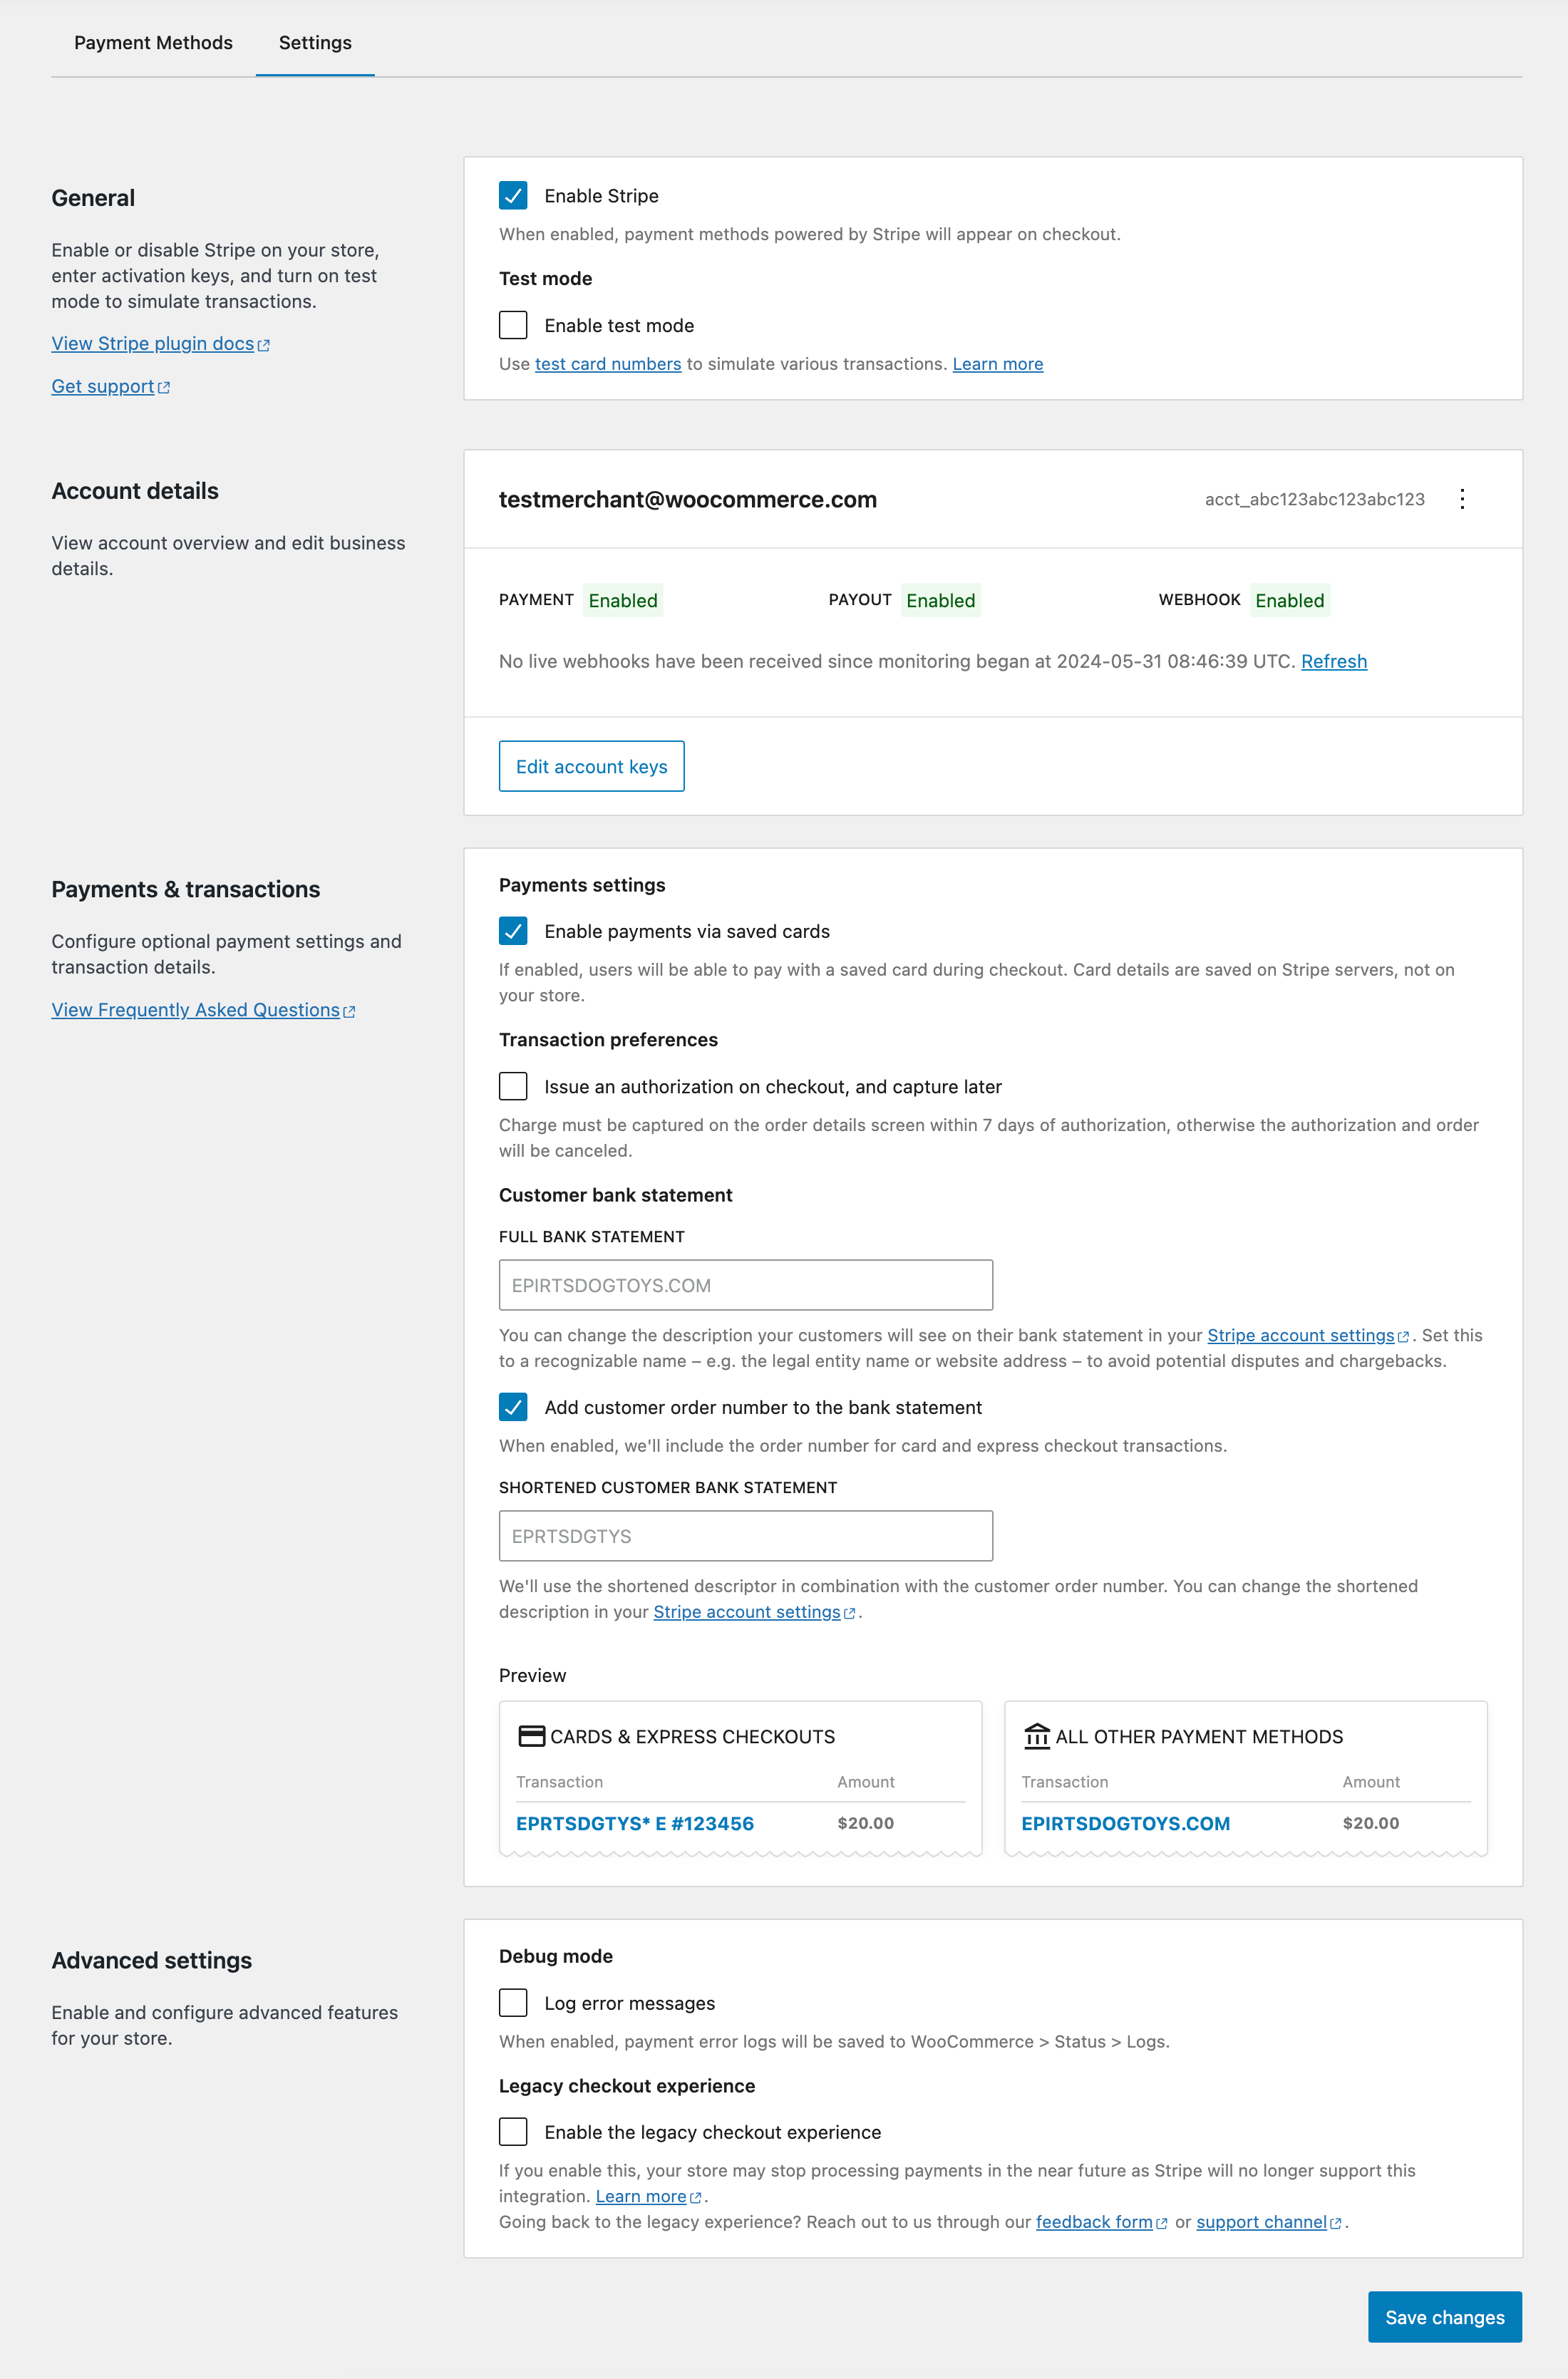 Payment Methods
Settings
General
Enable or disable Stripe on your store,
enter activation keys, and turn on test
mode to simulate transactions.
View Stripe plugin docs
Get support
Enable Stripe
When enabled, payment methods powered by Stripe will appear on checkout.
Test mode
Enable test mode
Use test card numbers to simulate various transactions. Learn more
Account details
View account overview and edit business
details.
testmerchant@woocommerce.com
acct_abc123abc123abc123
PAYMENT Enabled
PAYOUT Enabled
WEBHOOK Enabled
No live webhooks have been received since monitoring began at 2024-05-31 08:46:39 UTC. Refresh
Edit account keys
Payments & transactions
Configure optional payment settings and
transaction details.
View Frequently Asked Questions
Payments settings
Enable payments via saved cards
If enabled, users will be able to pay with a saved card during checkout. Card details are saved on Stripe servers, not on
your store.
Transaction preferences
Issue an authorization on checkout, and capture later
Charge must be captured on the order details screen within 7 days of authorization, otherwise the authorization and order
will be canceled.
Customer bank statement
FULL BANK STATEMENT
EPIRTSDOGTOYS.COM
You can change the description your customers will see on their bank statement in your Stripe account settings. Set this
to a recognizable name – e.g. the legal entity name or website address – to avoid potential disputes and chargebacks.
Add customer order number to the bank statement
When enabled, we'll include the order number for card and express checkout transactions.
SHORTENED CUSTOMER BANK STATEMENT
EPRTSDGTYS
We'll use the shortened descriptor in combination with the customer order number. You can change the shortened
description in your Stripe account settings.
Preview
CARDS & EXPRESS CHECKOUTS
Transaction Amount
EPRTSDGTYS* E #123456 $20.00
ALL OTHER PAYMENT METHODS
Transaction Amount
EPIRTSDOGTOYS.COM $20.00
Advanced settings
Enable and configure advanced features
for your store.
Debug mode
Log error messages
When enabled, payment error logs will be saved to WooCommerce > Status > Logs.
Legacy checkout experience
Enable the legacy checkout experience
If you enable this, your store may stop processing payments in the near future as Stripe will no longer support this
integration. Learn more.
Going back to the legacy experience? Reach out to us through our feedback form or support channel.
Save changes